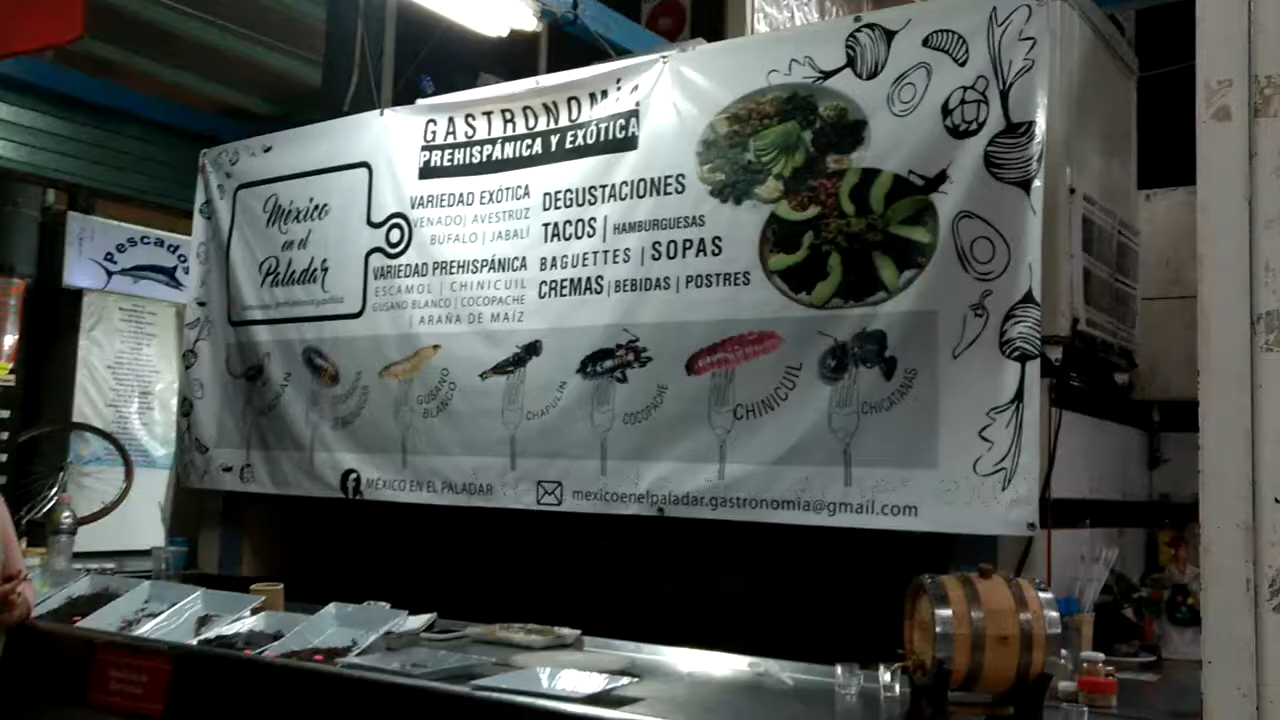 GASTRONOMÍA
PREHISPÁNICA Y EXÓTICA
México
en el
Paladar
VARIEDAD EXÓTICA
VENADO | AVESTRUZ
BÚFALO | JABALÍ
VARIEDAD PREHISPÁNICA
ESCAMOL | CHINICUIL
GUSANO BLANCO | COCOPACHE
| ARAÑA DE MAÍZ
DEGUSTACIONES
TACOS | HAMBURGUESAS
BAGUETTES | SOPAS
CREMAS | BEBIDAS | POSTRES
GUSANO
BLANCO
CHAPULÍN
COCOPACHE
CHINICUIL
CHICATANAS
MÉXICO EN EL PALADAR
mexicoenelpaladar.gastronomia@gmail.com
Pescados